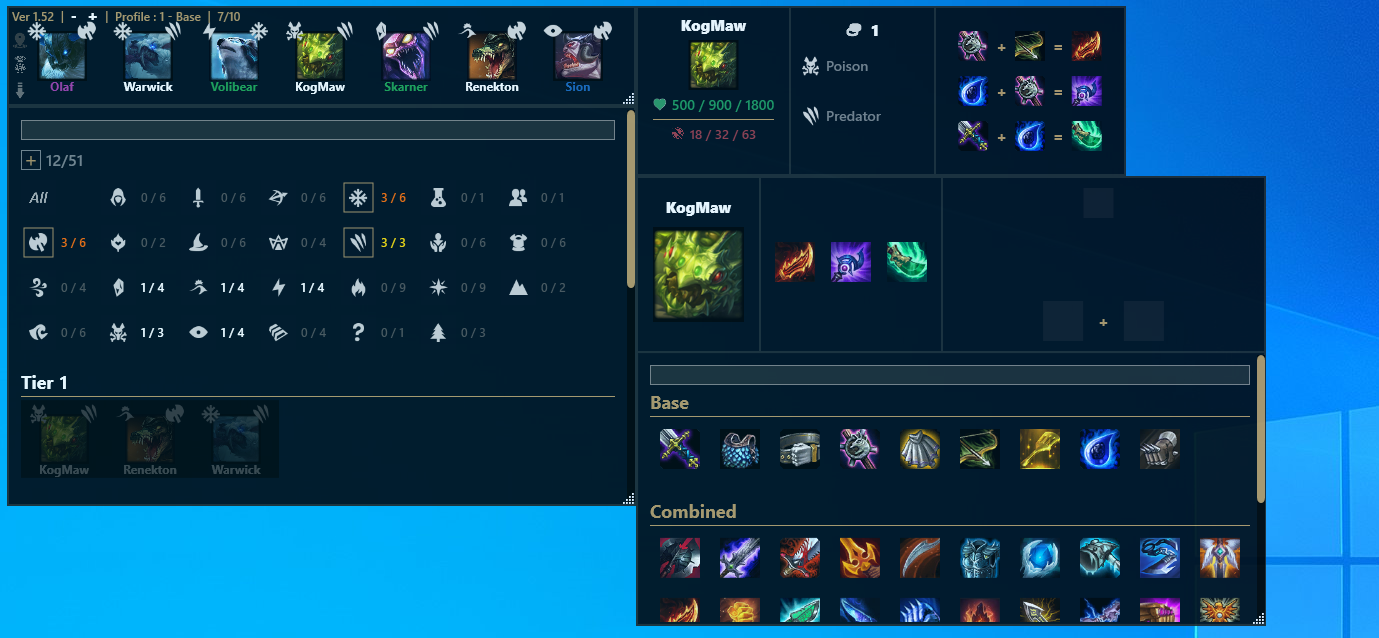 Ver 1.52 | - + | Profile : 1 - Base | 7/10
Olaf Warwick Volibear KogMaw Skarner Renekton Sion
+ 12/51
All 0 / 6 0 / 6 0 / 6 3 / 6 0 / 1 0 / 1
3 / 6 0 / 2 0 / 6 0 / 4 3 / 3 0 / 6 0 / 6
0 / 4 1 / 4 1 / 4 1 / 4 0 / 9 0 / 9 0 / 2
0 / 6 1 / 3 1 / 4 0 / 4 ? 0 / 1 0 / 3
Tier 1
KogMaw Renekton Warwick
KogMaw
500 / 900 / 1800
18 / 32 / 63
1
Poison
Predator
+ =
+ =
+ =
KogMaw
+
Base
Combined